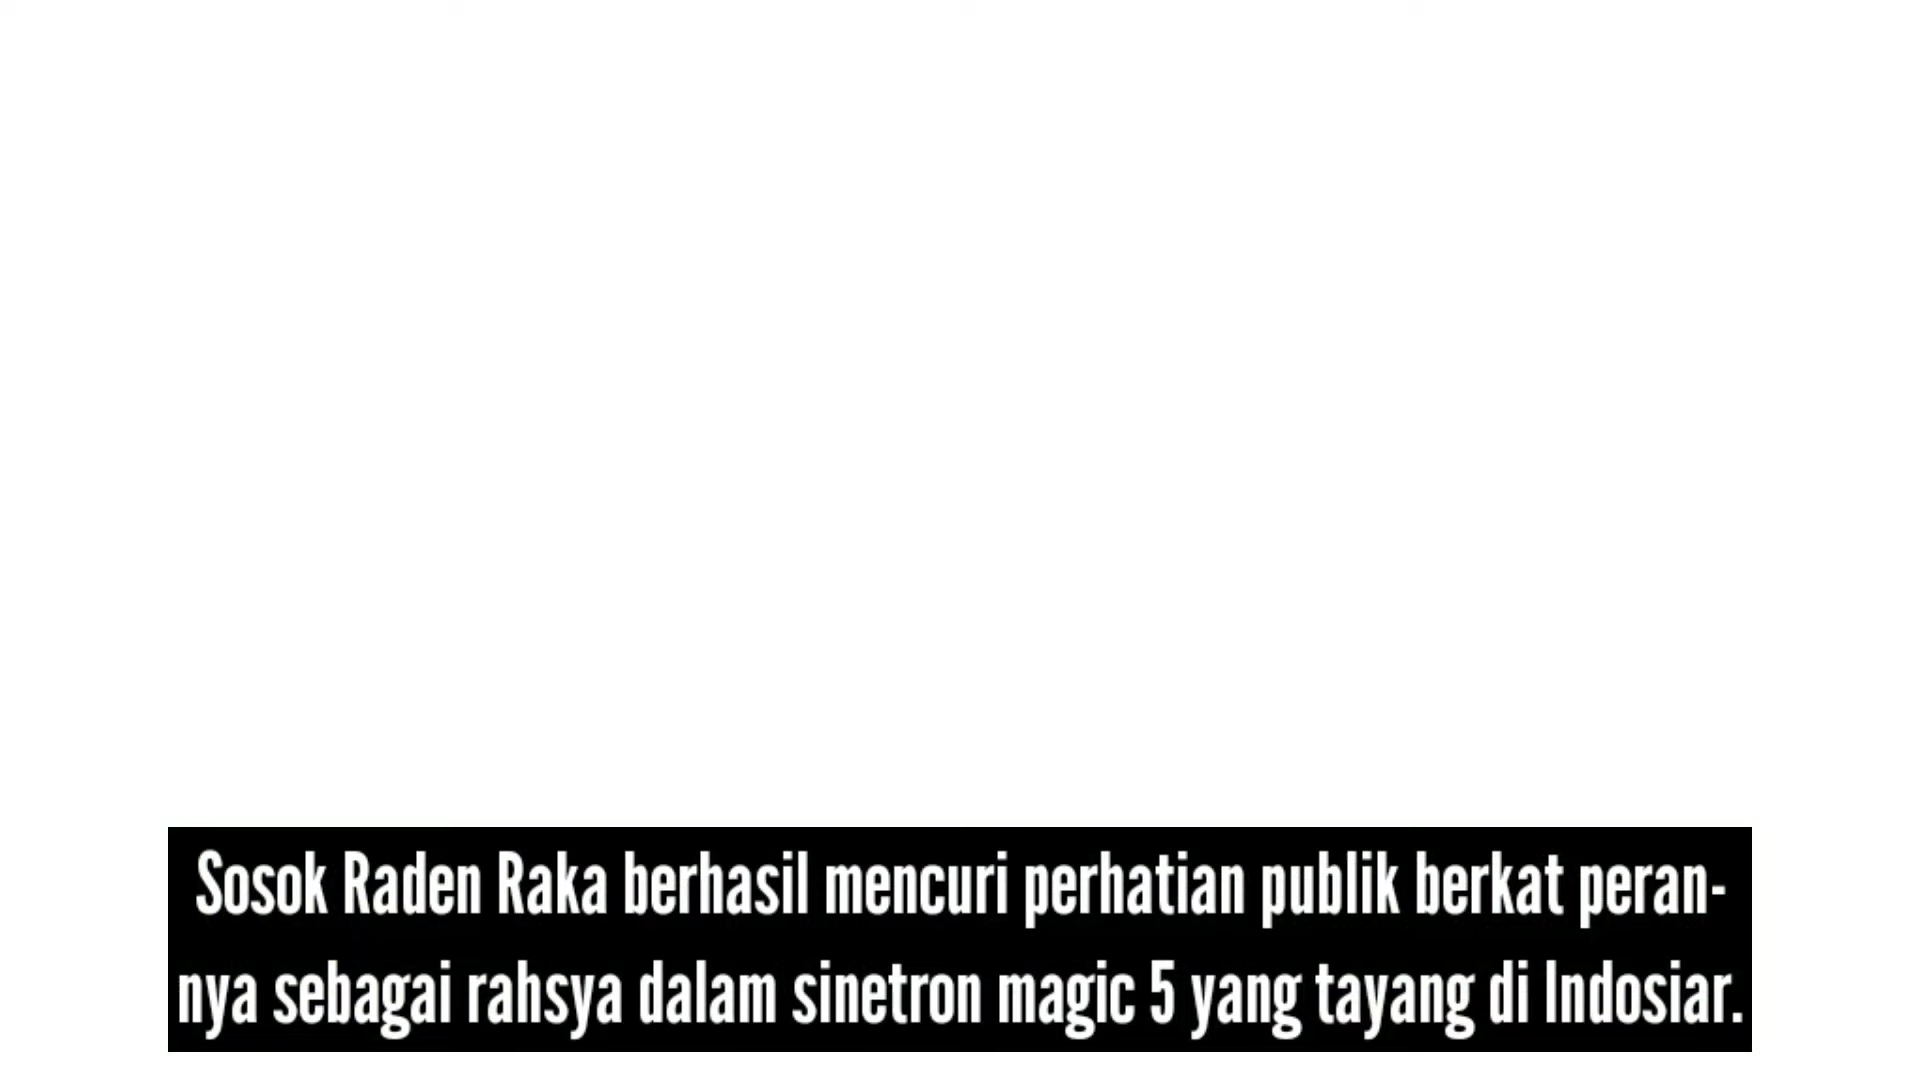 Sosok Raden Raka berhasil mencuri perhatian publik berkat peran-
nya sebagai rahsya dalam sinetron magic 5 yang tayang di Indosiar.